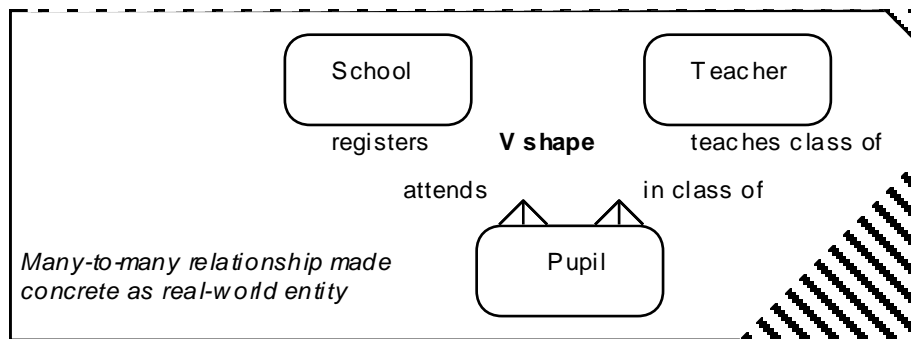 School
Teacher
registers
V shape
teaches class of
attends
in class of
Many-to-many relationship made
concrete as real-world entity
Pupil